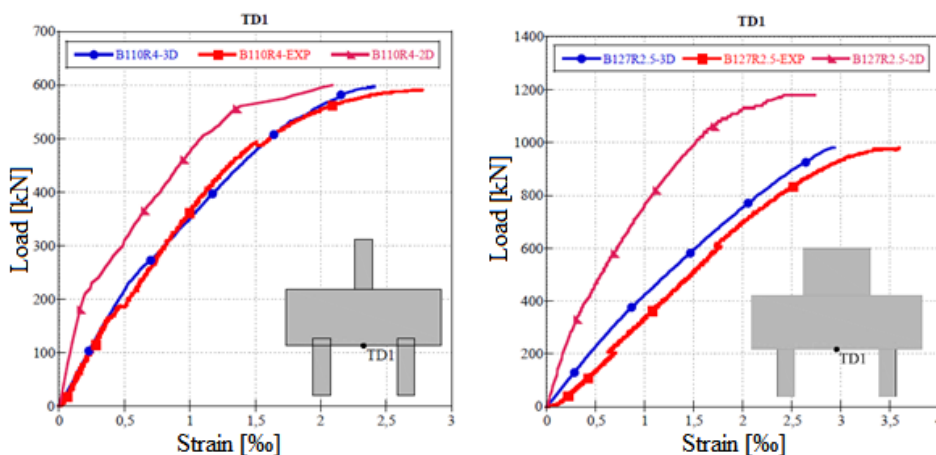 TD1
700
B110R4-3D B110R4-EXP B110R4-2D
600
500
400
300
200
100
0
Load [kN]
TD1
0 0,5 1 1,5 2 2,5 3
Strain [‰]
TD1
1400
B127R2.5-3D B127R2.5-EXP B127R2.5-2D
1200
1000
800
600
400
200
0
Load [kN]
TD1
0 0,5 1 1,5 2 2,5 3 3,5 4
Strain [‰]